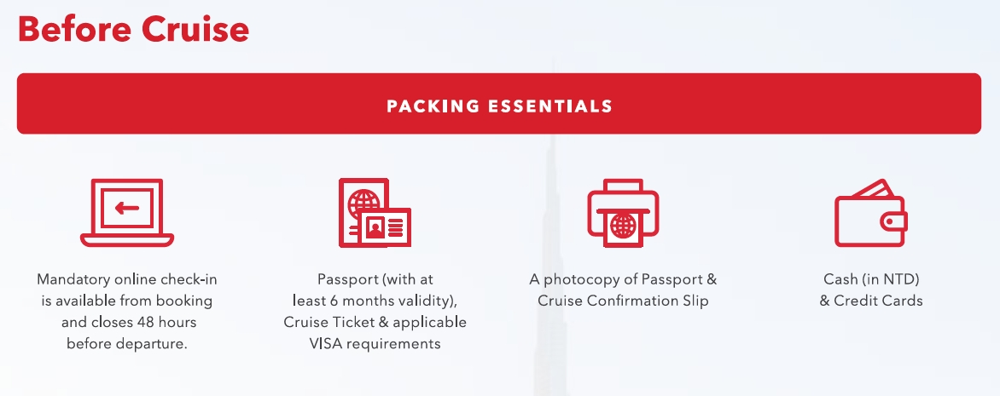 Before Cruise
PACKING ESSENTIALS
Mandatory online check-in
is available from booking
and closes 48 hours
before departure.
Passport (with at
least 6 months validity),
Cruise Ticket & applicable
VISA requirements
A photocopy of Passport &
Cruise Confirmation Slip
Cash (in NTD)
& Credit Cards